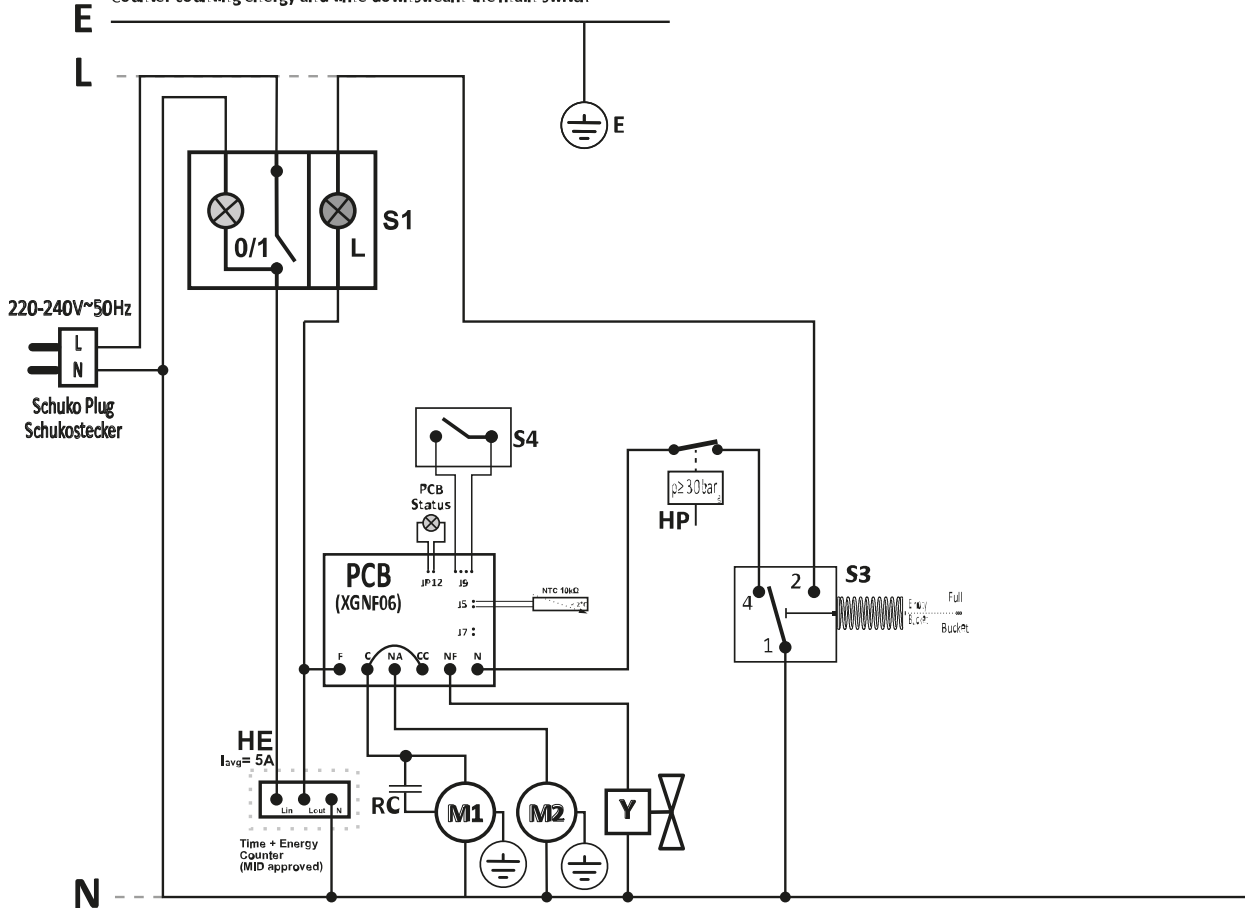 E
L
E
S1
0/1
L
220-240V~50Hz
L
N
Schuko Plug
Schukostecker
S4
PCB
Status
p≥30bar
HP
PCB
(XGNF06)
JP12
J9
J5
J7
NTC 10kΩ
S3
4
2
1
Full
Bucket
F
C
NA
CC
NF
N
HE
Iavg= 5A
Lin
Lout
N
Time + Energy
Counter
(MID approved)
RC
M1
M2
Y
N